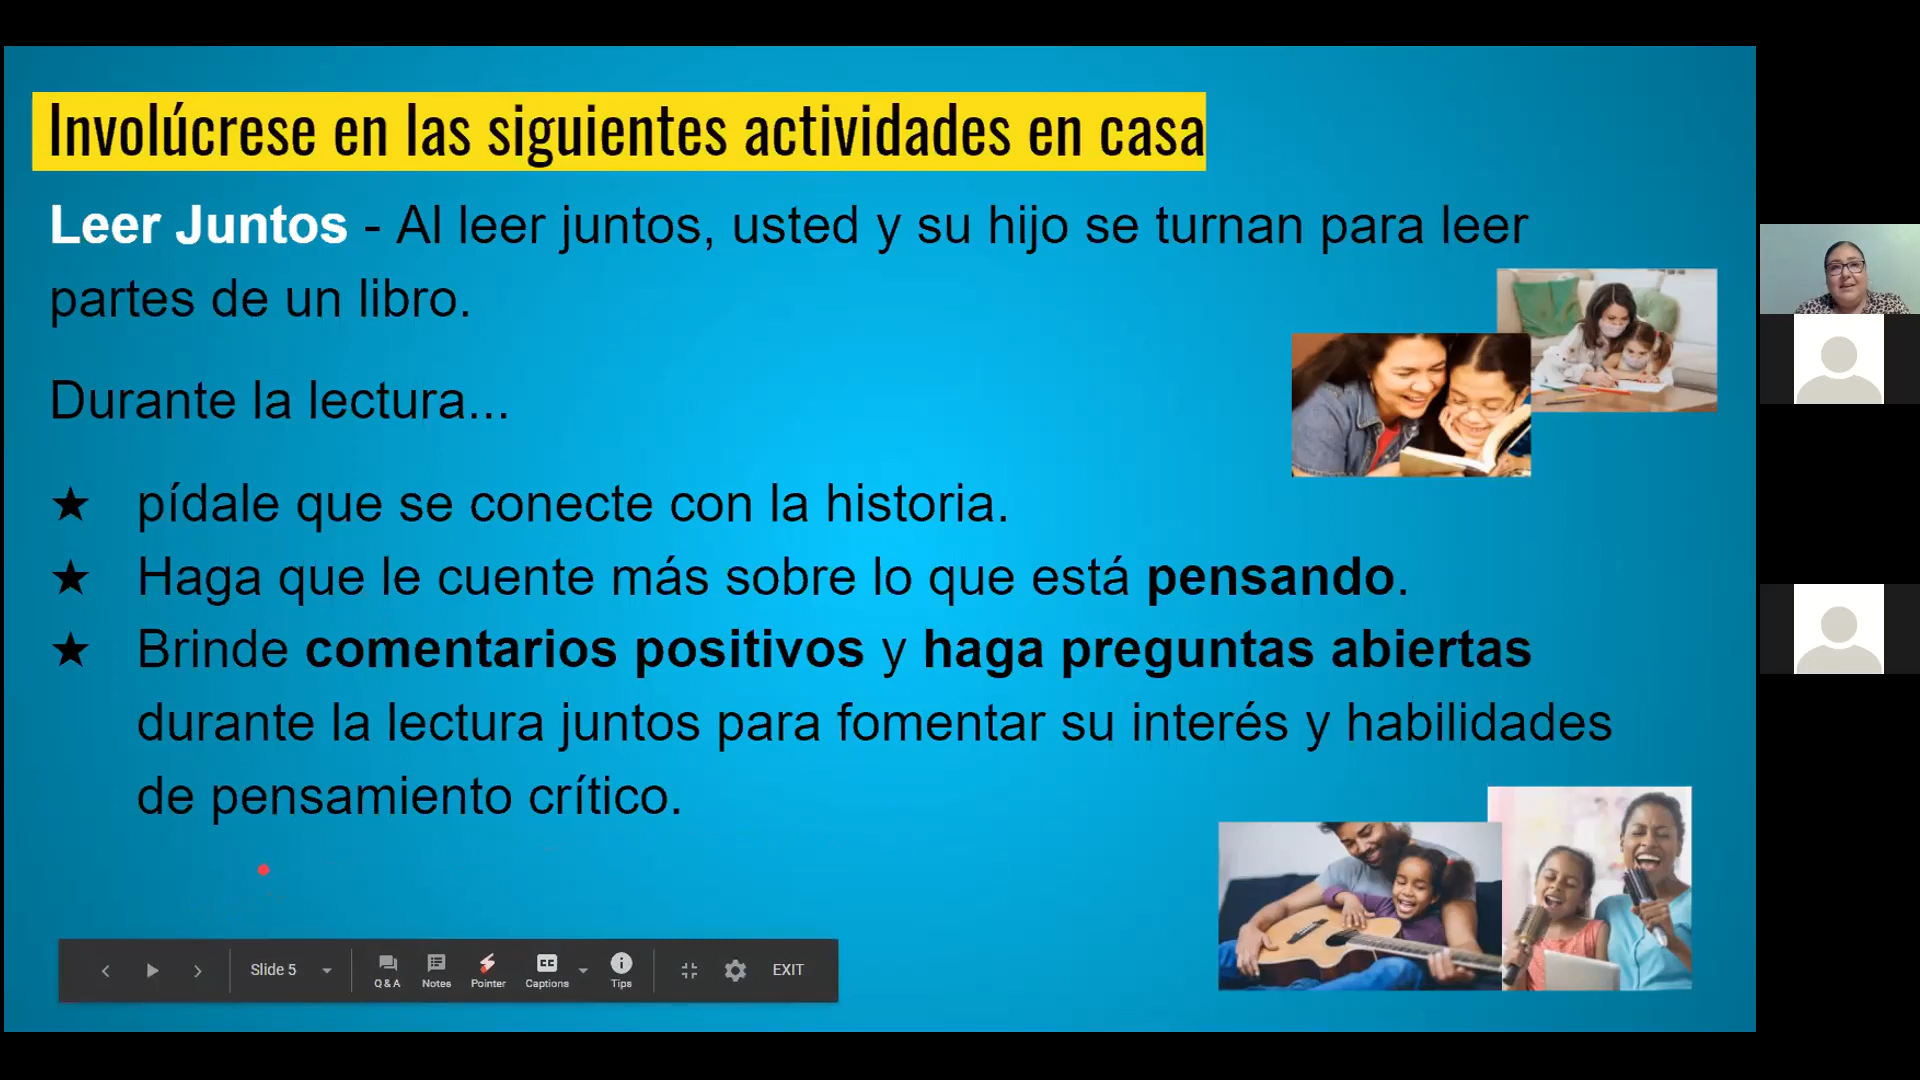 Involúcrese en las siguientes actividades en casa
Leer Juntos - Al leer juntos, usted y su hijo se turnan para leer
partes de un libro.
Durante la lectura...
★ pídale que se conecte con la historia.
★ Haga que le cuente más sobre lo que está pensando.
★ Brinde comentarios positivos y haga preguntas abiertas
durante la lectura juntos para fomentar su interés y habilidades
de pensamiento crítico.
Slide 5 Q & A Notes Pointer CC Captions Tips EXIT